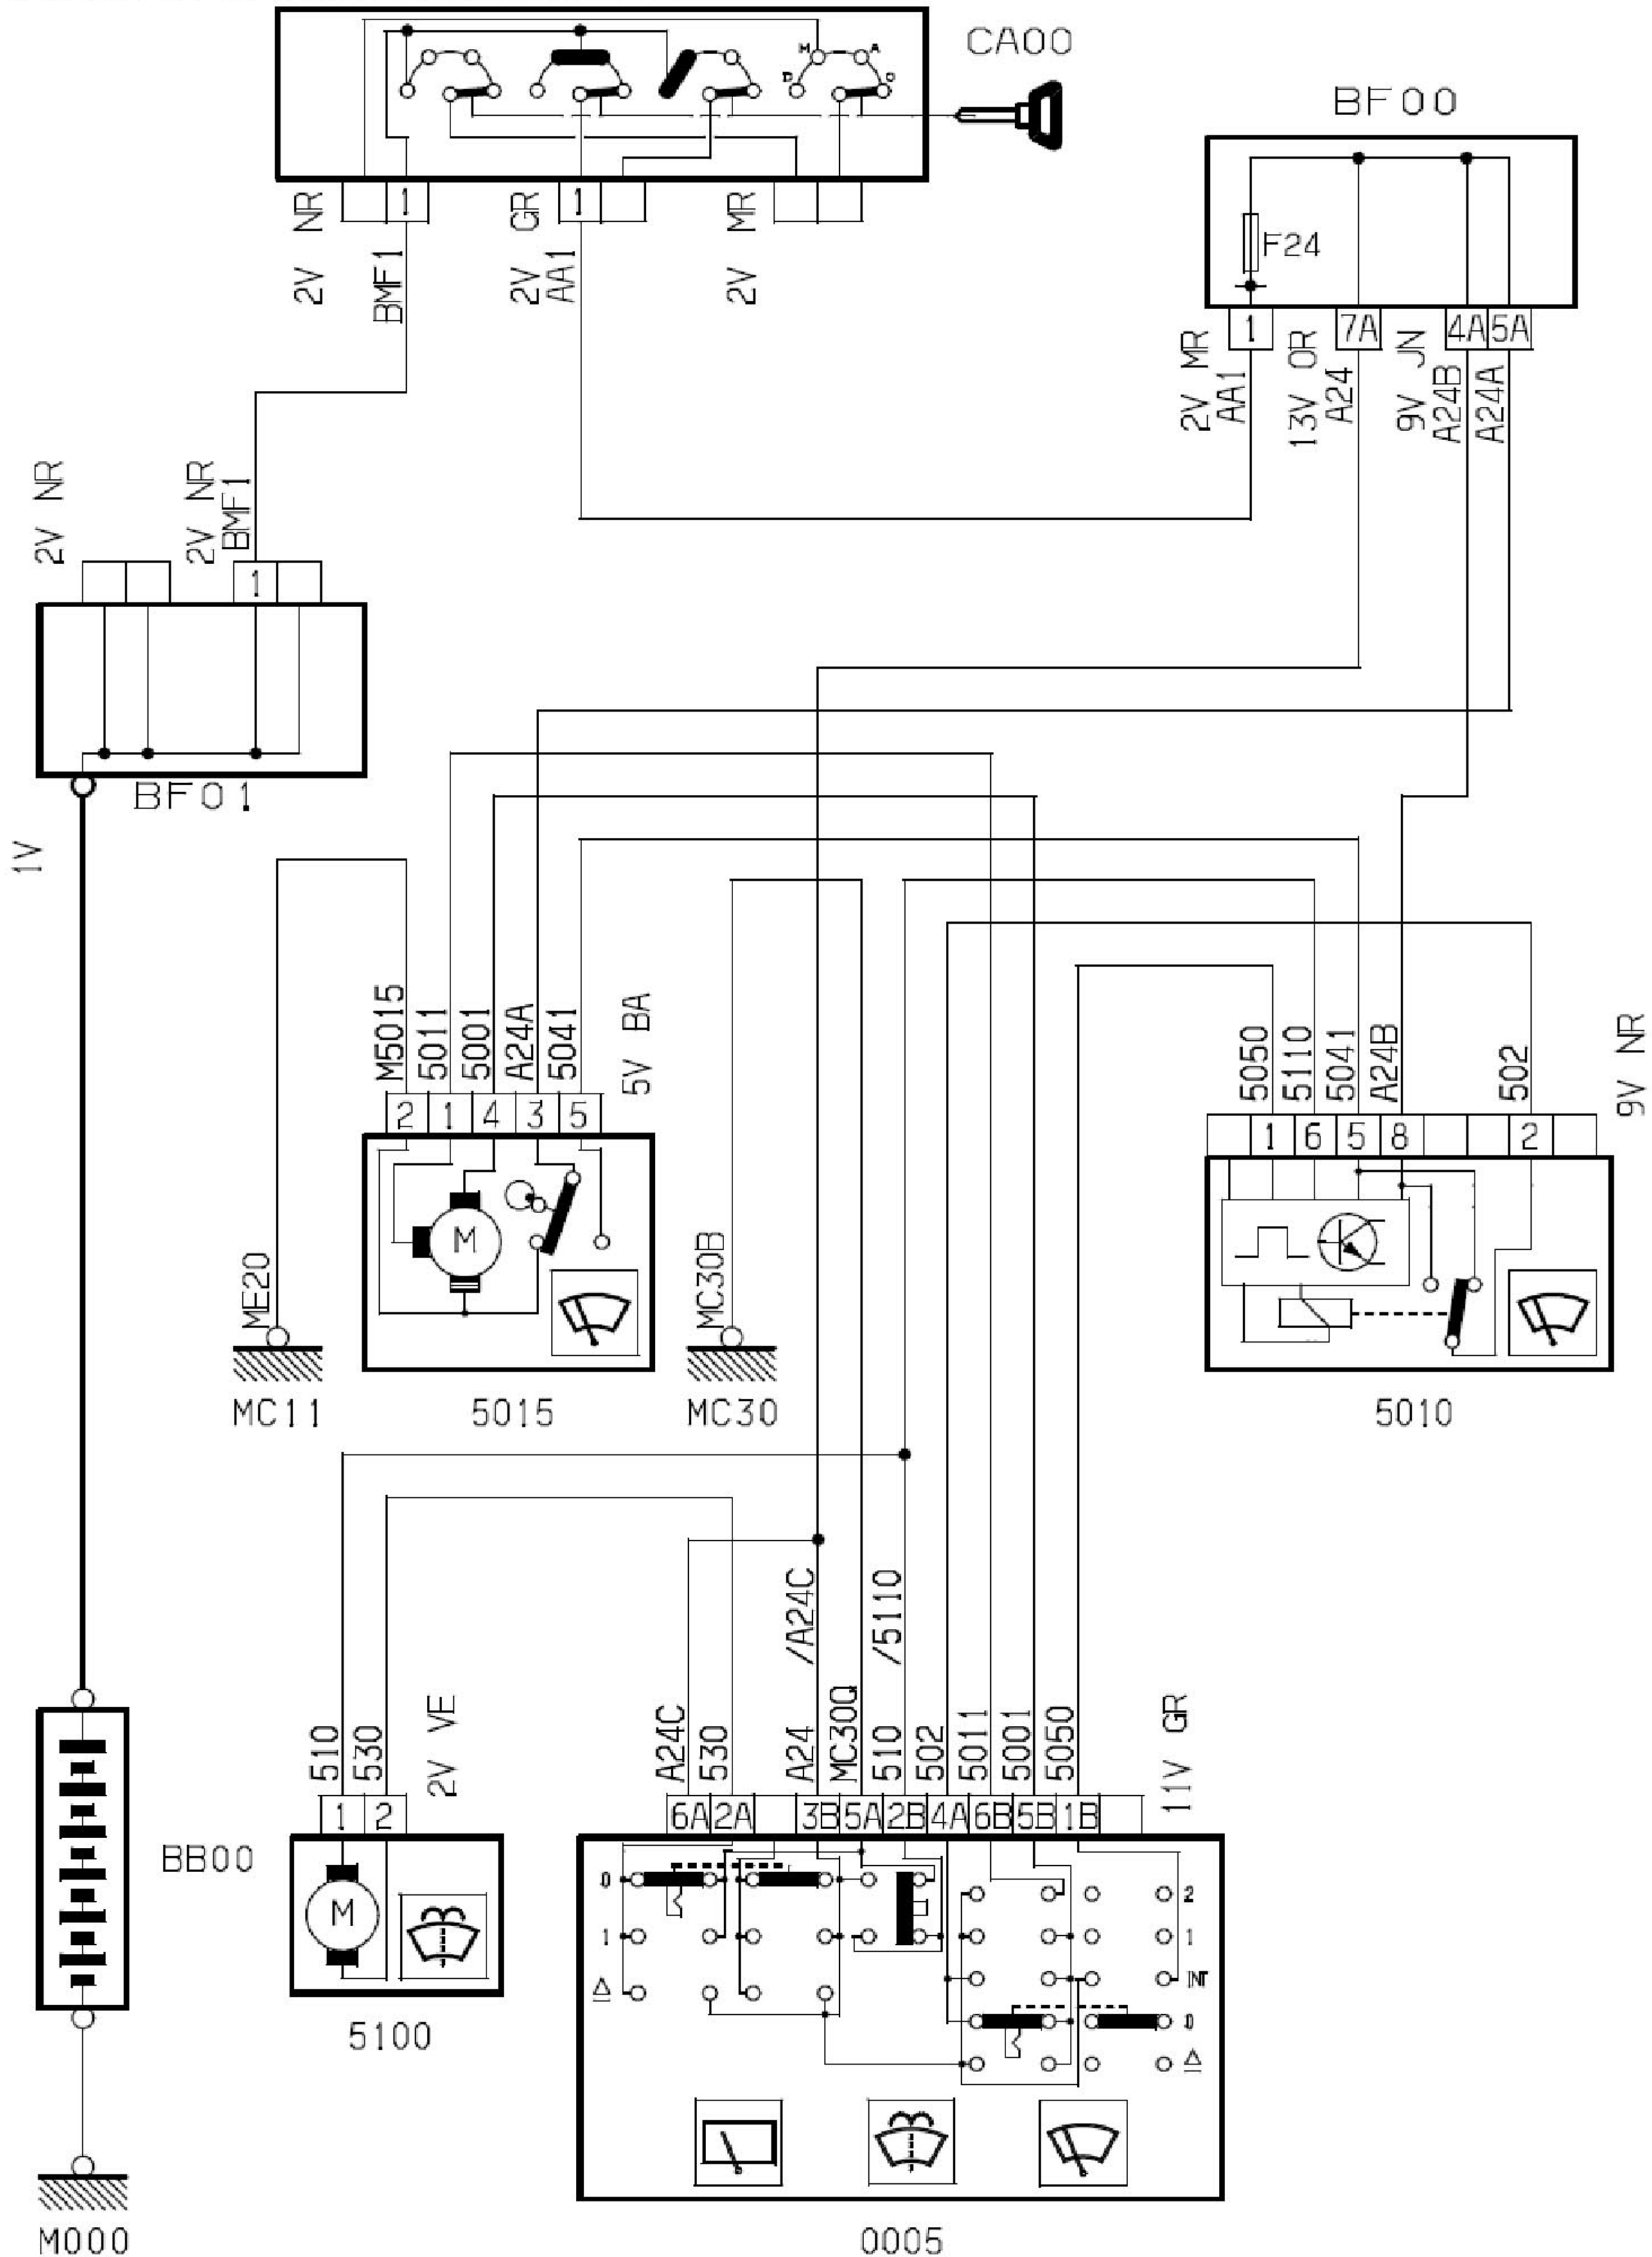 CA00
M A
D O
1 1
2V NR
BMF1
2V GR
AA1
2V MR
BF00
F24
1 7A 4A 5A
2V MR
AA1
13V OR
A24
9V JN
A24B
A24A
2V NR
2V NR
BMF1
1
BF01
1V
M5015
5011
5001
A24A
5041
5V BA
2 1 4 3 5
M
5015
ME20
MC11
MC30B
MC30
5050
5110
5041
A24B
502
9V NR
1 6 5 8 2
5010
/A24C
/5110
510
530
2V VE
1 2
M
5100
BB00
M000
A24C
530
A24
MC30Q
510
502
5011
5001
5050
11V GR
6A 2A 3B 5A 2B 4A 6B 5B 1B
0
1
2
1
INT
0
0005